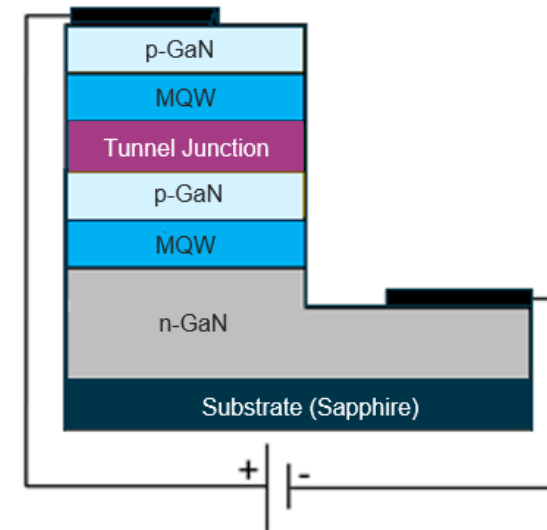 p-GaN
MQW
Tunnel Junction
p-GaN
MQW
n-GaN
Substrate (Sapphire)
+ -